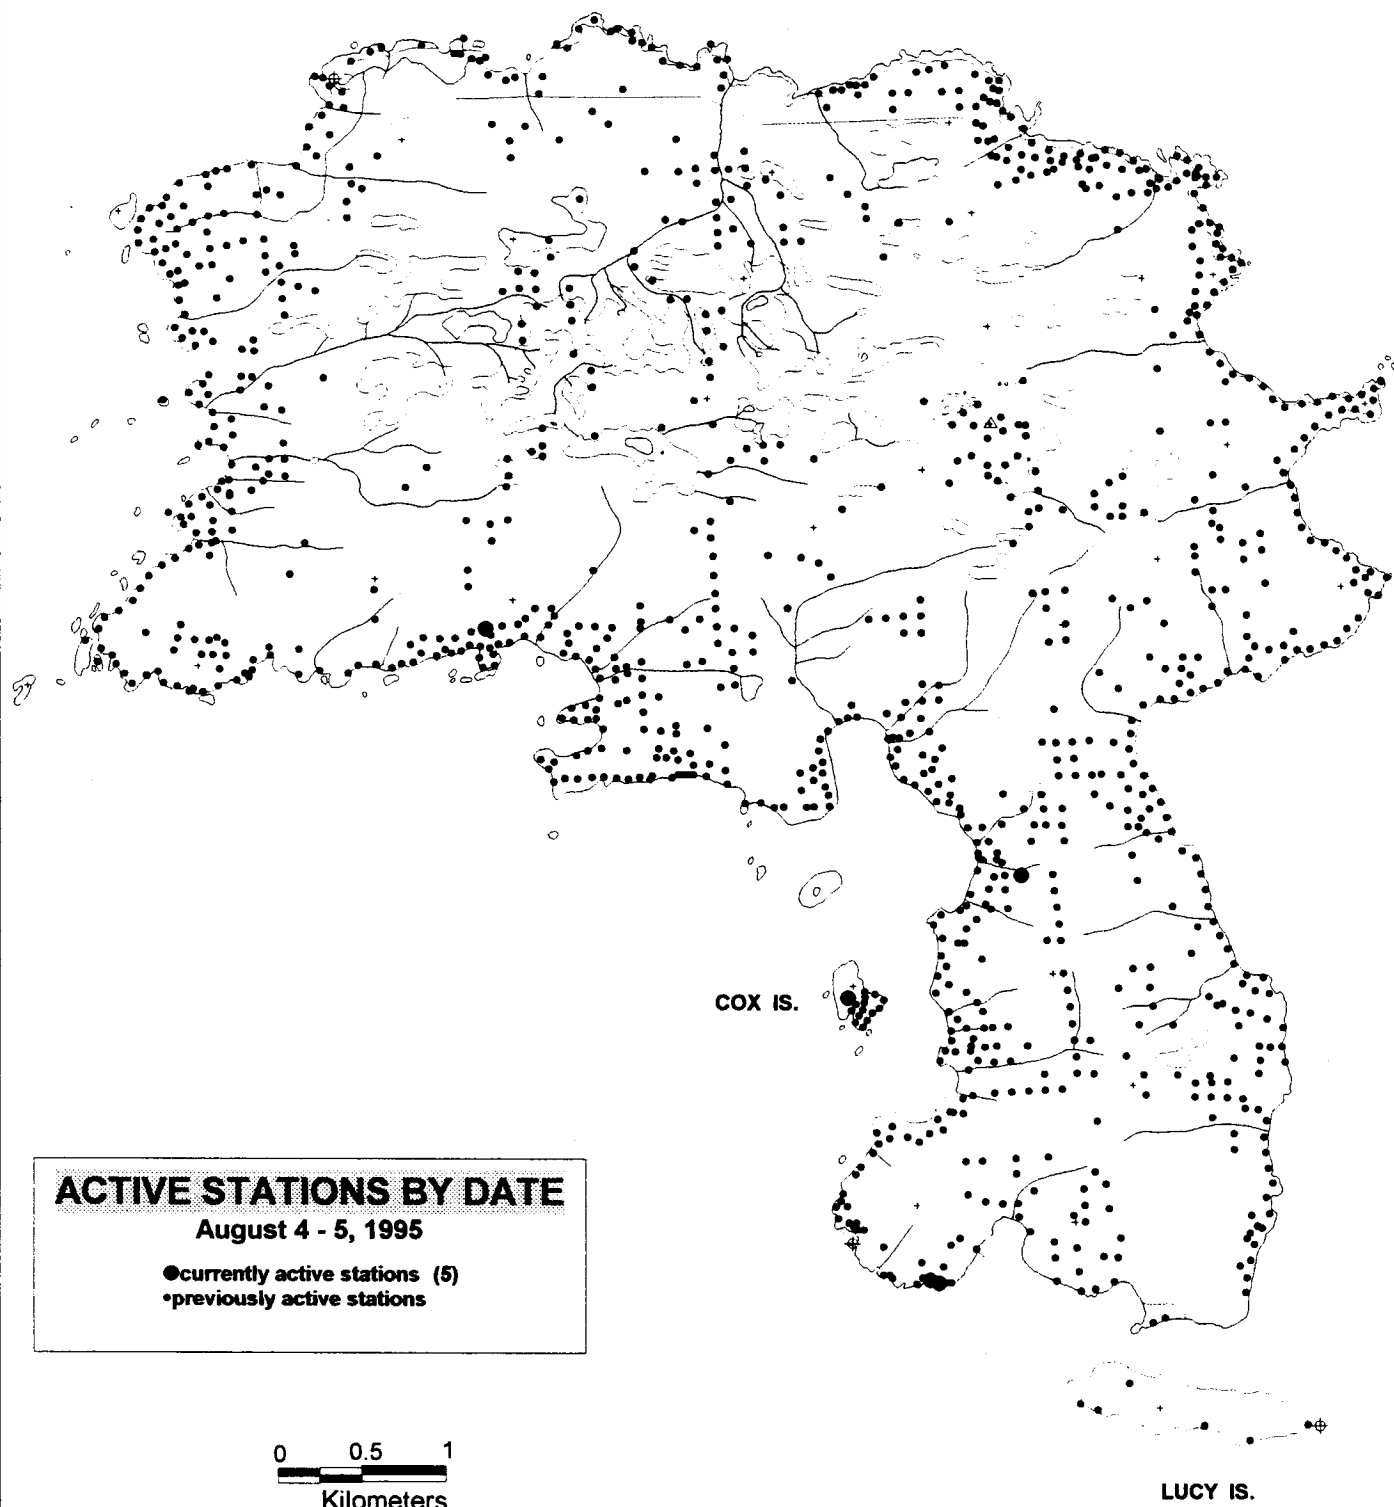 COX IS.
ACTIVE STATIONS BY DATE
August 4 - 5, 1995
currently active stations (5)
previously active stations
0 0.5 1
Kilometers
LUCY IS.